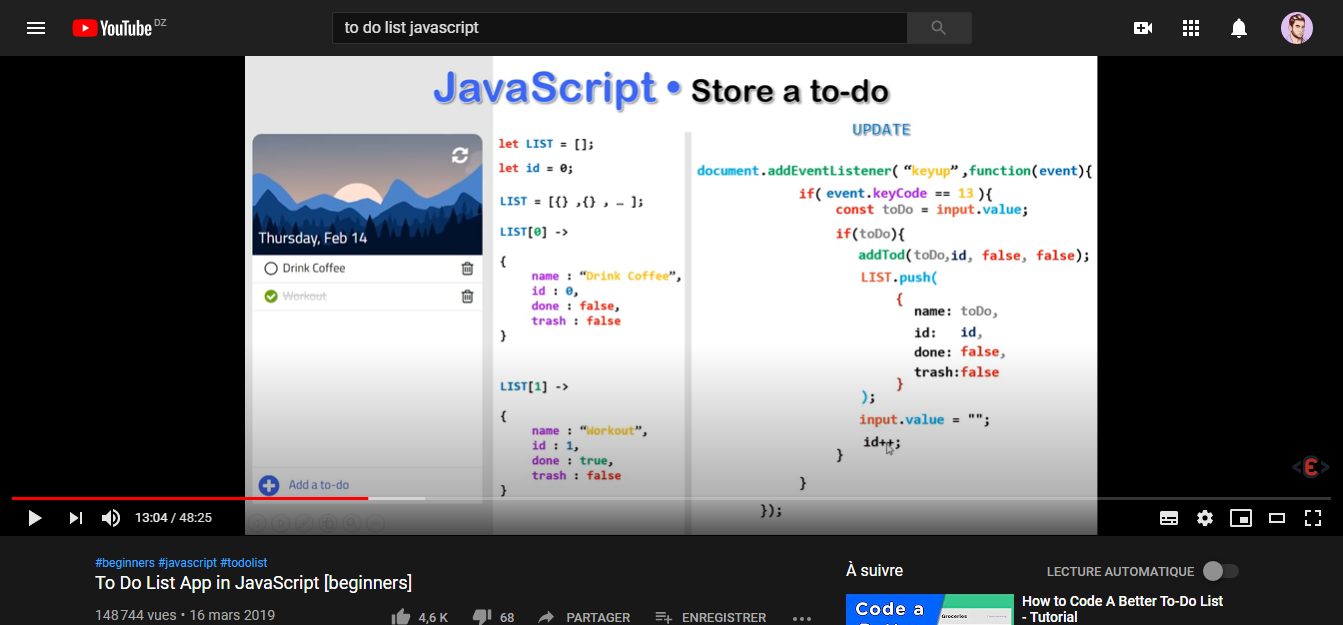 YouTube DZ
to do list javascript
JavaScript • Store a to-do
Thursday, Feb 14
Drink Coffee
Workout
Add a to-do
let LIST = [];
let id = 0;
LIST = [{} ,{} , … ];
LIST[0] ->
{
name : “Drink Coffee”,
id : 0,
done : false,
trash : false
}
LIST[1] ->
{
name : “Workout”,
id : 1,
done : true,
trash : false
}
UPDATE
document.addEventListener( “keyup” ,function(event){
if( event.keyCode == 13 ){
const toDo = input.value;
if(toDo){
addTod(toDo,id, false, false);
LIST.push(
{
name: toDo,
id: id,
done: false,
trash:false
}
);
input.value = "";
id++;
}
}
});
<E>
13:04 / 48:25
#beginners #javascript #todolist
To Do List App in JavaScript [beginners]
148 744 vues • 16 mars 2019
4,6 K
68
PARTAGER
ENREGISTRER
À suivre
LECTURE AUTOMATIQUE
Code a
Groceries
How to Code A Better To-Do List
- Tutorial